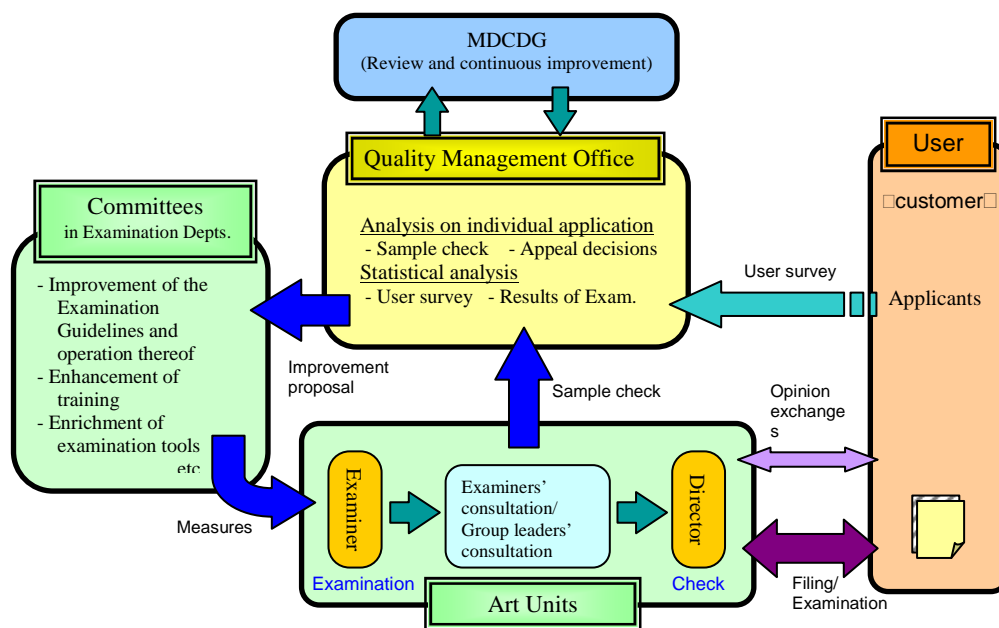 MDCDG
(Review and continuous improvement)
Quality Management Office
Analysis on individual application
- Sample check - Appeal decisions
Statistical analysis
- User survey - Results of Exam.
Committees
in Examination Depts.
- Improvement of the
Examination
Guidelines and
operation thereof
- Enhancement of
training
- Enrichment of
examination tools
etc
Improvement
proposal
Sample check
User survey
User
□customer□
Applicants
Opinion
exchange
s
Measures
Examiner
Examination
Examiners’
consultation/
Group leaders’
consultation
Director
Check
Art Units
Filing/
Examination